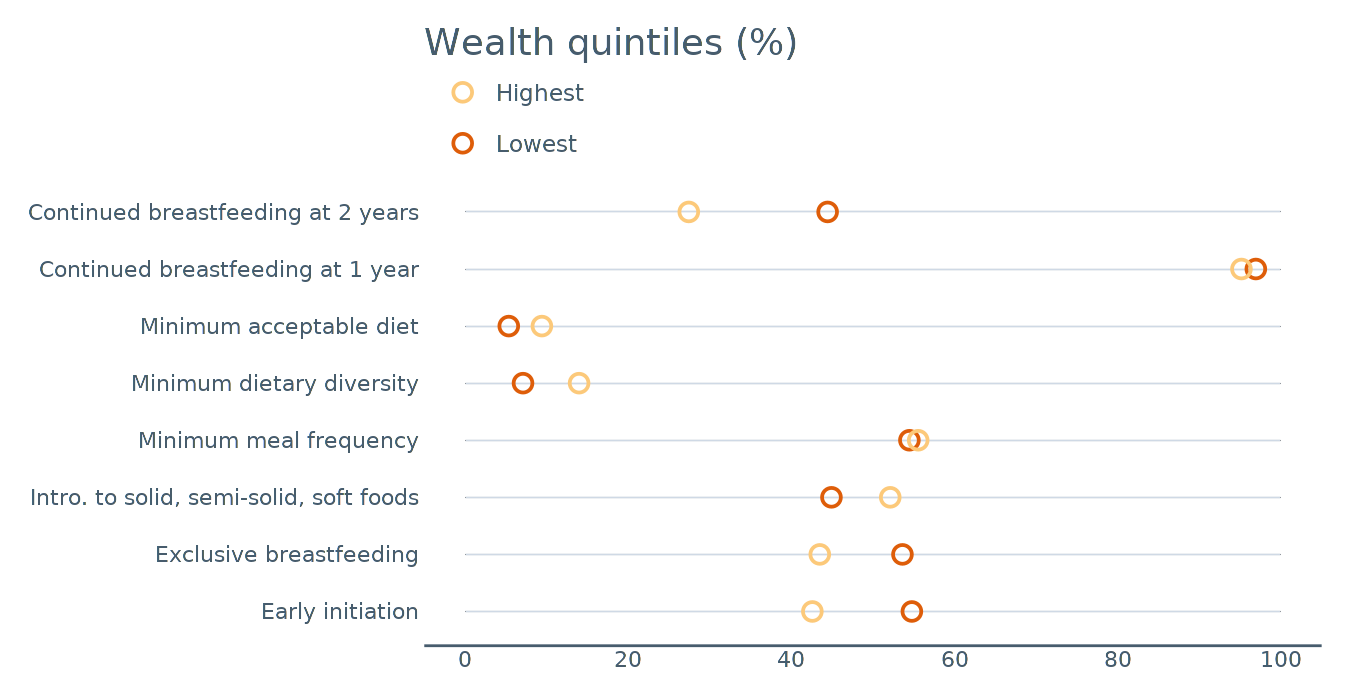 Wealth quintiles (%)
Highest
Lowest
Continued breastfeeding at 2 years
Continued breastfeeding at 1 year
Minimum acceptable diet
Minimum dietary diversity
Minimum meal frequency
Intro. to solid, semi-solid, soft foods
Exclusive breastfeeding
Early initiation
0 20 40 60 80 100